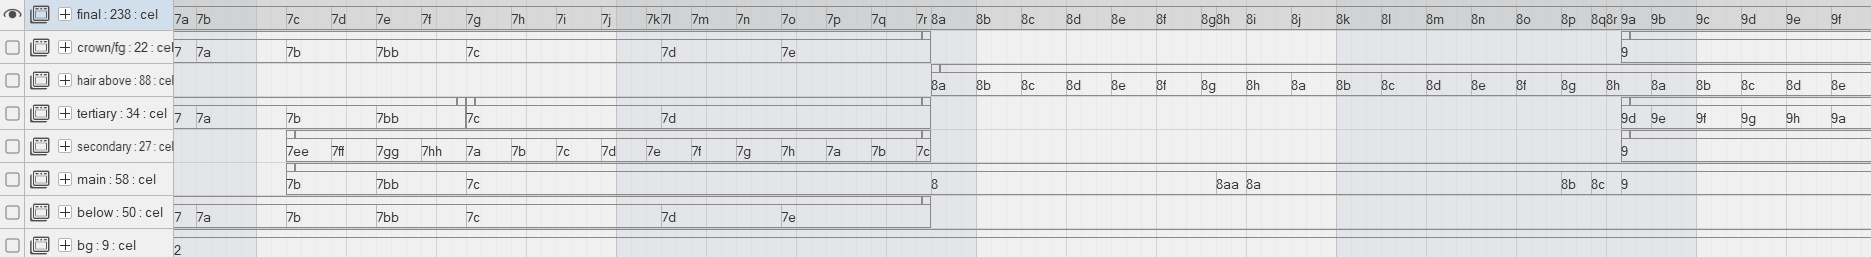 final : 238 : cel 7a 7b 7c 7d 7e 7f 7g 7h 7i 7j 7k 7l 7m 7n 7o 7p 7q 7r 8a 8b 8c 8d 8e 8f 8g 8h 8i 8j 8k 8l 8m 8n 8o 8p 8q 8r 9a 9b 9c 9d 9e 9f
crown/fg : 22 : cel 7 7a 7b 7bb 7c 7d 7e 9
hair above : 88 : cel 8a 8b 8c 8d 8e 8f 8g 8h 8a 8b 8c 8d 8e 8f 8g 8h 8a 8b 8c 8d 8e
tertiary : 34 : cel 7 7a 7b 7bb 7c 7d 9d 9e 9f 9g 9h 9a
secondary : 27 : cel 7ee 7ff 7gg 7hh 7a 7b 7c 7d 7e 7f 7g 7h 7a 7b 7c 9
main : 58 : cel 7b 7bb 7c 8 8aa 8a 8b 8c 9
below : 50 : cel 7 7a 7b 7bb 7c 7d 7e
bg : 9 : cel 2